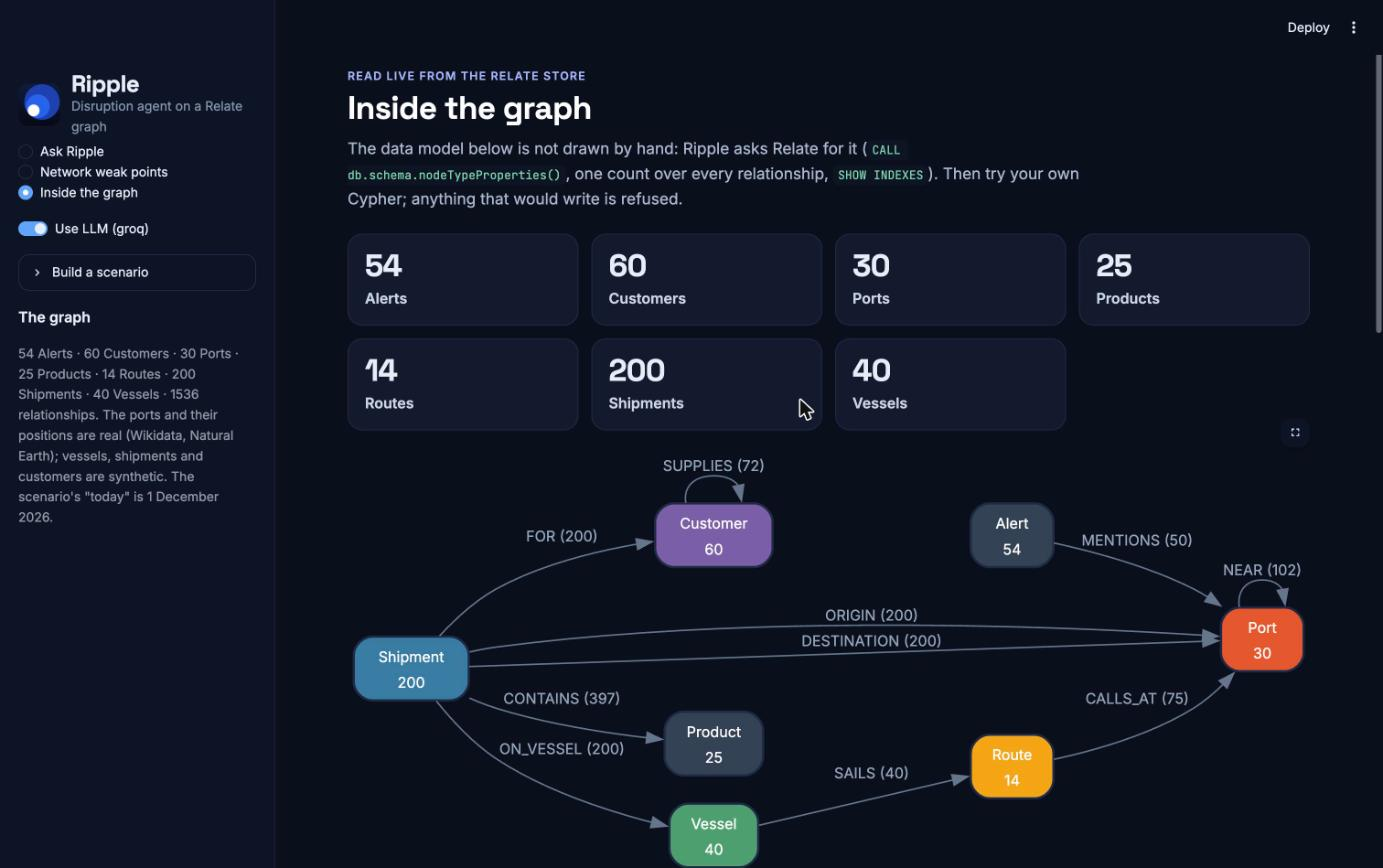 Deploy
Ripple
Disruption agent on a Relate
graph
Ask Ripple
Network weak points
Inside the graph
Use LLM (groq)
Build a scenario
The graph
54 Alerts · 60 Customers · 30 Ports ·
25 Products · 14 Routes · 200
Shipments · 40 Vessels · 1536
relationships. The ports and their
positions are real (Wikidata, Natural
Earth); vessels, shipments and
customers are synthetic. The
scenario's "today" is 1 December
2026.
READ LIVE FROM THE RELATE STORE
Inside the graph
The data model below is not drawn by hand: Ripple asks Relate for it ( CALL
db.schema.nodeTypeProperties() , one count over every relationship, SHOW INDEXES ). Then try your own
Cypher; anything that would write is refused.
54
Alerts
60
Customers
30
Ports
25
Products
14
Routes
200
Shipments
40
Vessels
SUPPLIES (72)
Customer
60
Alert
54
FOR (200)
MENTIONS (50)
NEAR (102)
ORIGIN (200)
Port
30
DESTINATION (200)
Shipment
200
CONTAINS (397)
CALLS_AT (75)
Product
25
ON_VESSEL (200)
Route
14
SAILS (40)
Vessel
40